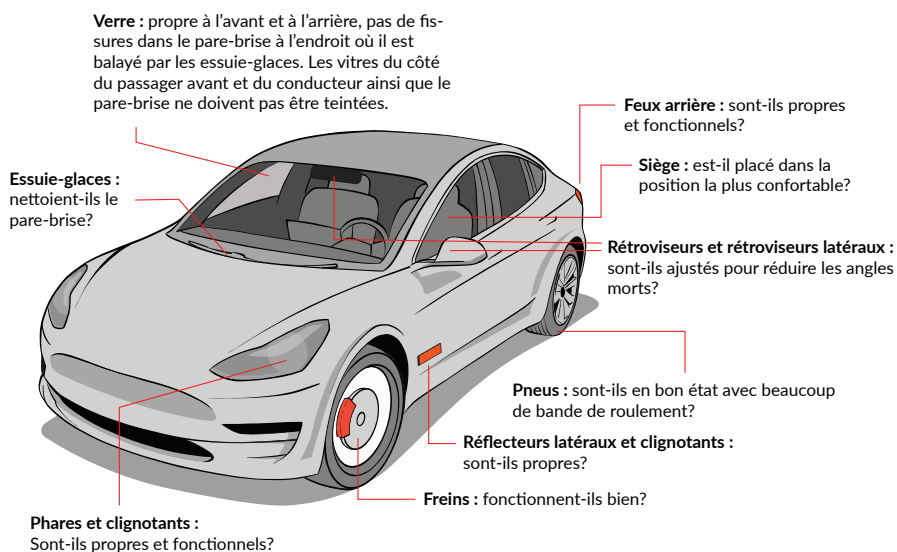 Verre : propre à l’avant et à l’arrière, pas de fis-
sures dans le pare-brise à l’endroit où il est
balayé par les essuie-glaces. Les vitres du côté
du passager avant et du conducteur ainsi que le
pare-brise ne doivent pas être teintées.
Feux arrière : sont-ils propres
et fonctionnels?
Siège : est-il placé dans la
position la plus confortable?
Essuie-glaces :
nettoient-ils le
pare-brise?
Rétroviseurs et rétroviseurs latéraux :
sont-ils ajustés pour réduire les angles
morts?
Pneus : sont-ils en bon état avec beaucoup
de bande de roulement?
Réflecteurs latéraux et clignotants :
sont-ils propres?
Freins : fonctionnent-ils bien?
Phares et clignotants :
Sont-ils propres et fonctionnels?